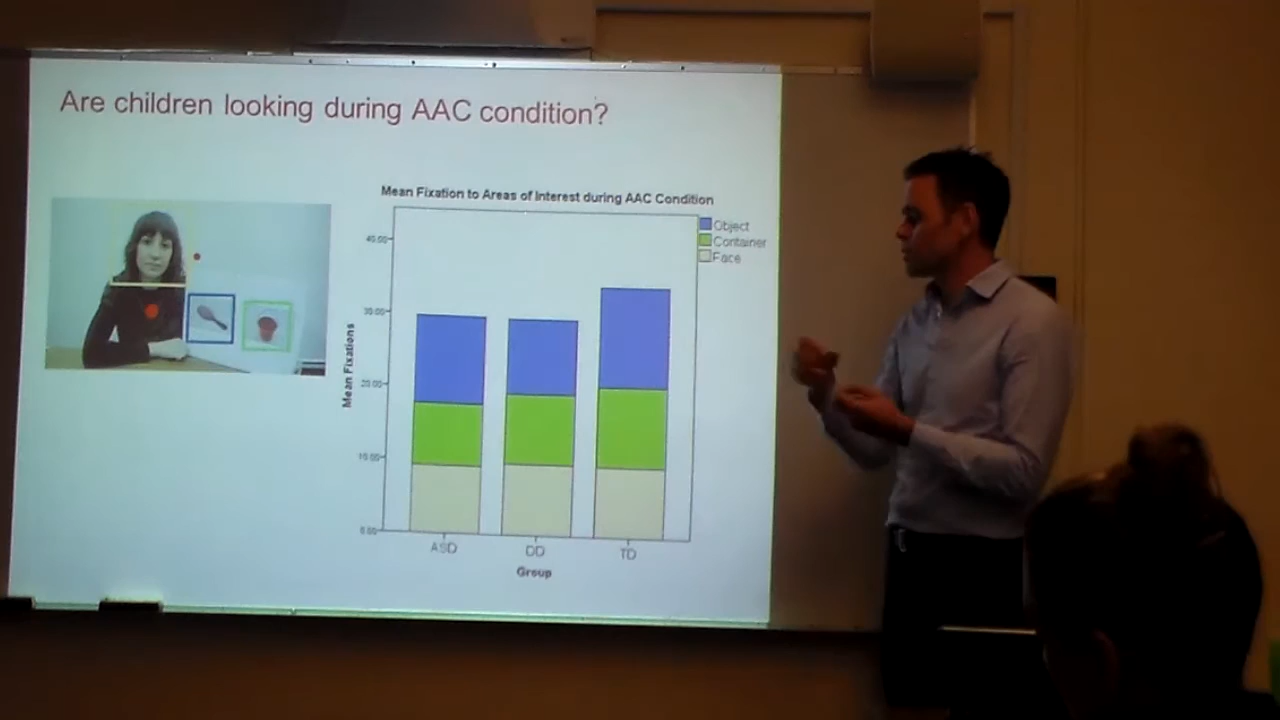 Are children looking during AAC condition?
Mean Fixation to Areas of Interest during AAC Condition
Object
Container
Face
Mean Fixations
40.00
30.00
20.00
10.00
0.00
ASD
DD
TD
Group